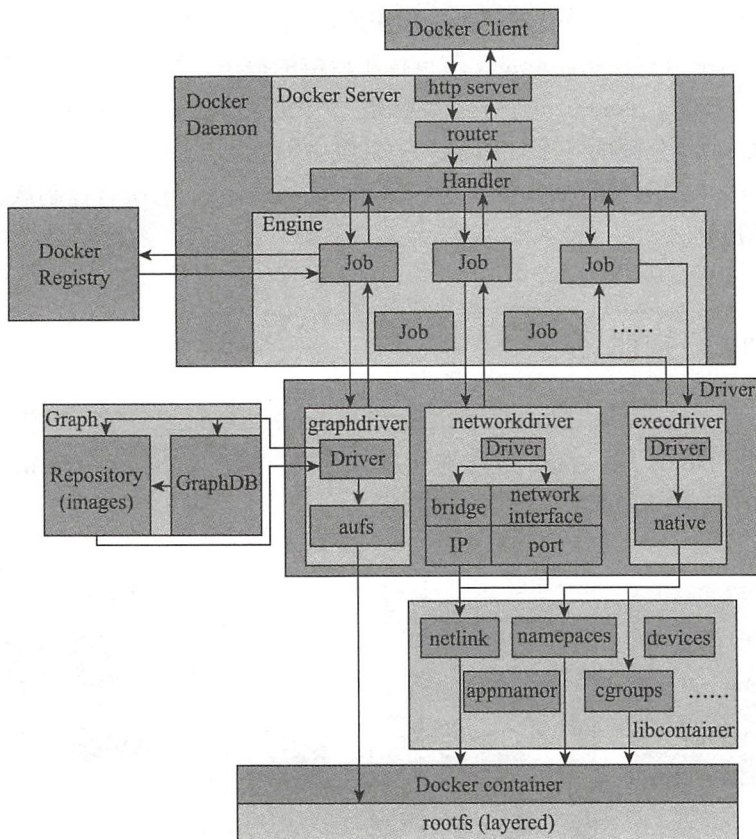 Docker Client
Docker
Daemon
Docker Server
http server
router
Handler
Docker
Registry
Engine
Job
Job
Job
Job
Job
......
Driver
Graph
Repository
(images)
GraphDB
graphdriver
Driver
aufs
networkdriver
Driver
bridge
network
interface
IP
port
execdriver
Driver
native
netlink
namepaces
devices
appmamor
cgroups
......
libcontainer
Docker container
rootfs (layered)